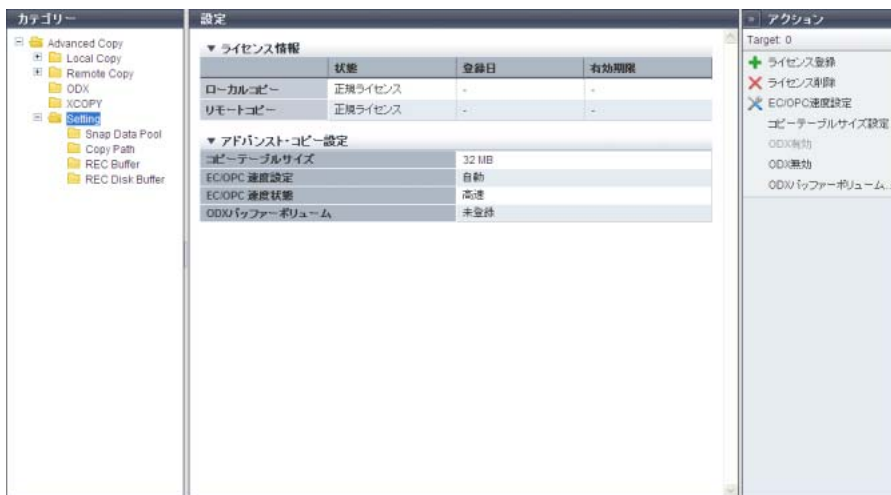 カテゴリー
Advanced Copy
Local Copy
Remote Copy
ODX
XCOPY
Setting
Snap Data Pool
Copy Path
REC Buffer
REC Disk Buffer
設定
▼ ライセンス情報
状態 登録日 有効期限
ローカルコピー 正規ライセンス - -
リモートコピー 正規ライセンス - -
▼ アドバンスト・コピー設定
コピーテーブルサイズ 32 MB
EC/OPC 速度設定 自動
EC/OPC 速度状態 高速
ODXバッファーボリューム 未登録
» アクション
Target: 0
ライセンス登録
ライセンス削除
EC/OPC速度設定
コピーテーブルサイズ設定
ODX有効
ODX無効
ODXバッファーボリューム...